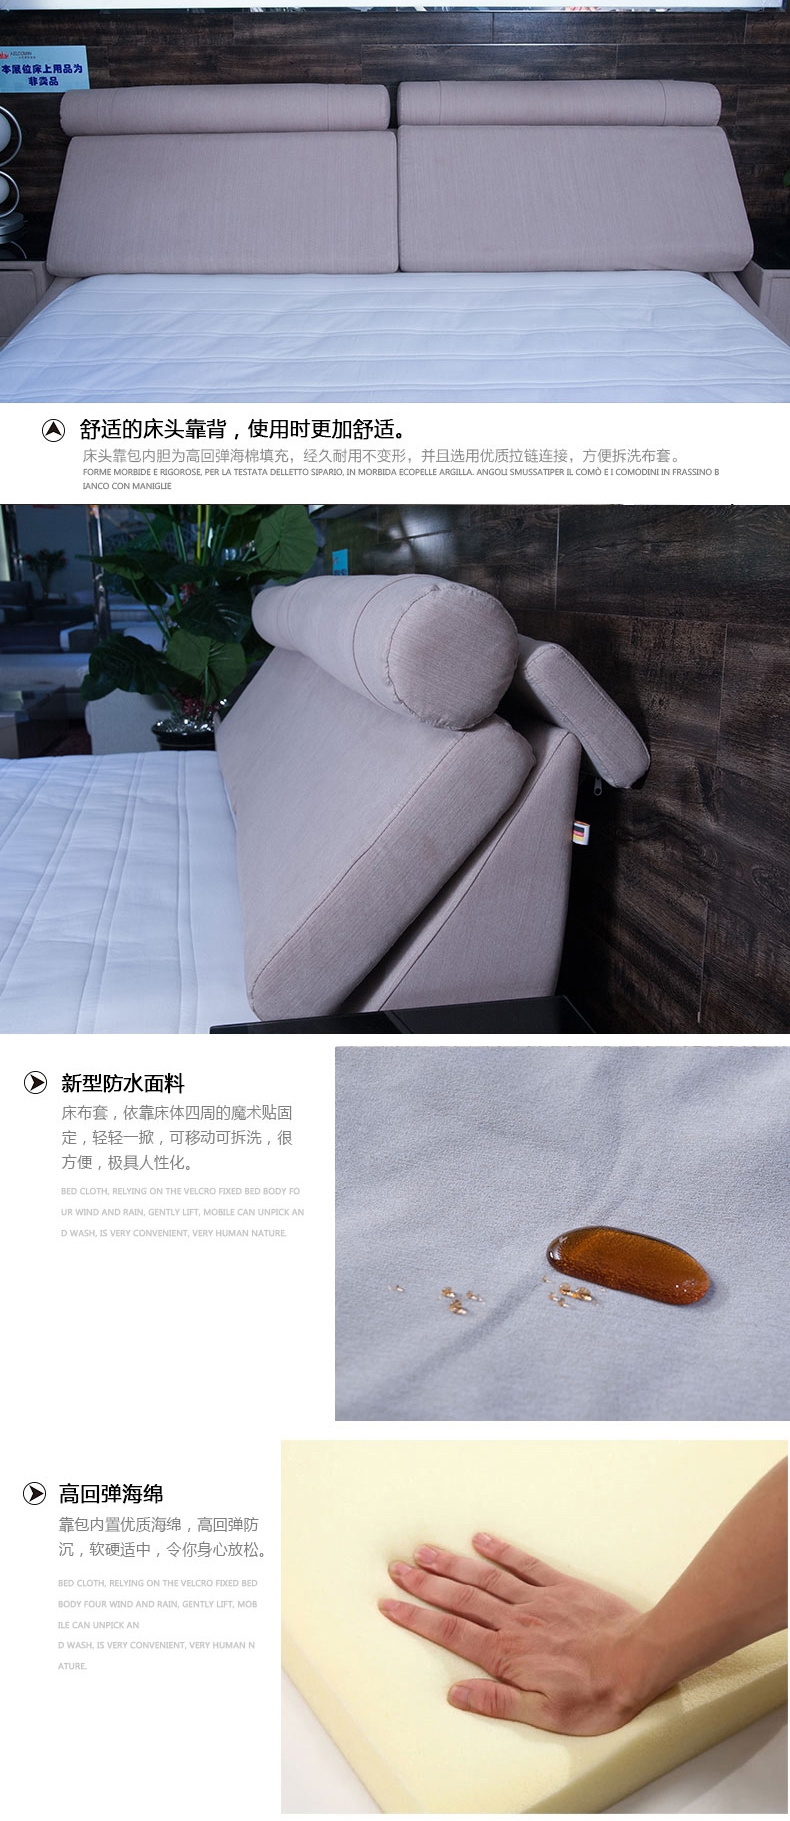 本展位床上用品为
非卖品
舒适的床头靠背，使用时更加舒适。
床头靠包内胆为高回弹海棉填充，经久耐用不变形，并且选用优质拉链连接，方便拆洗布套。
FORME MORBIDE E RIGOROSE, PER LA TESTATA DELLETTO SIPARIO, IN MORBIDA ECOPELLE ARGILLA. ANGOLI SMUSSATIPER IL COMÒ E I COMODINI IN FRASSINO B
IANCO CON MANIGLIE
新型防水面料
床布套，依靠床体四周的魔术贴固
定，轻轻一掀，可移动可拆洗，很
方便，极具人性化。
BED CLOTH, RELYING ON THE VELCRO FIXED BED BODY FO
UR WIND AND RAIN, GENTLY LIFT, MOBILE CAN UNPICK AN
D WASH, IS VERY CONVENIENT, VERY HUMAN NATURE.
高回弹海绵
靠包内置优质海绵，高回弹防
沉，软硬适中，令你身心放松。
BED CLOTH, RELYING ON THE VELCRO FIXED BED
BODY FOUR WIND AND RAIN, GENTLY LIFT, MOB
ILE CAN UNPICK AN
D WASH, IS VERY CONVENIENT, VERY HUMAN N
ATURE.